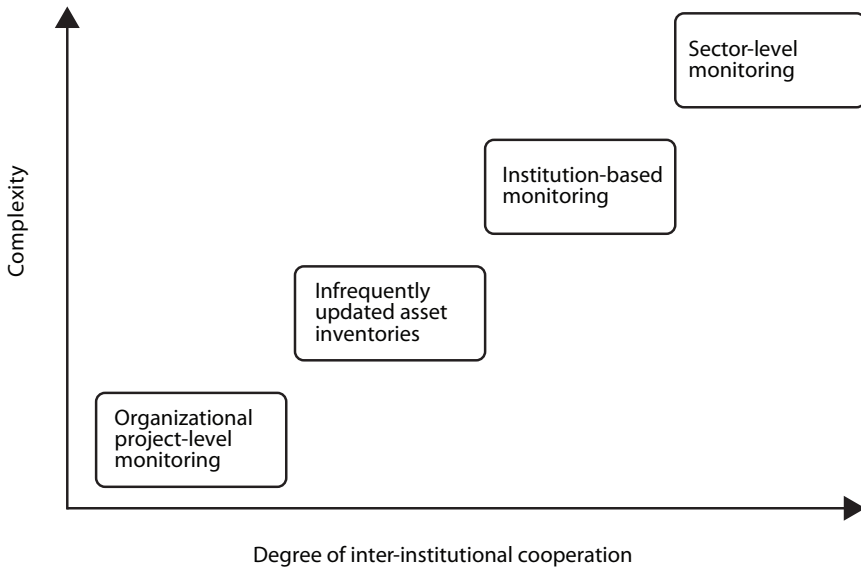 Sector-level
monitoring
Institution-based
monitoring
Complexity
Infrequently
updated asset
inventories
Organizational
project-level
monitoring
Degree of inter-institutional cooperation